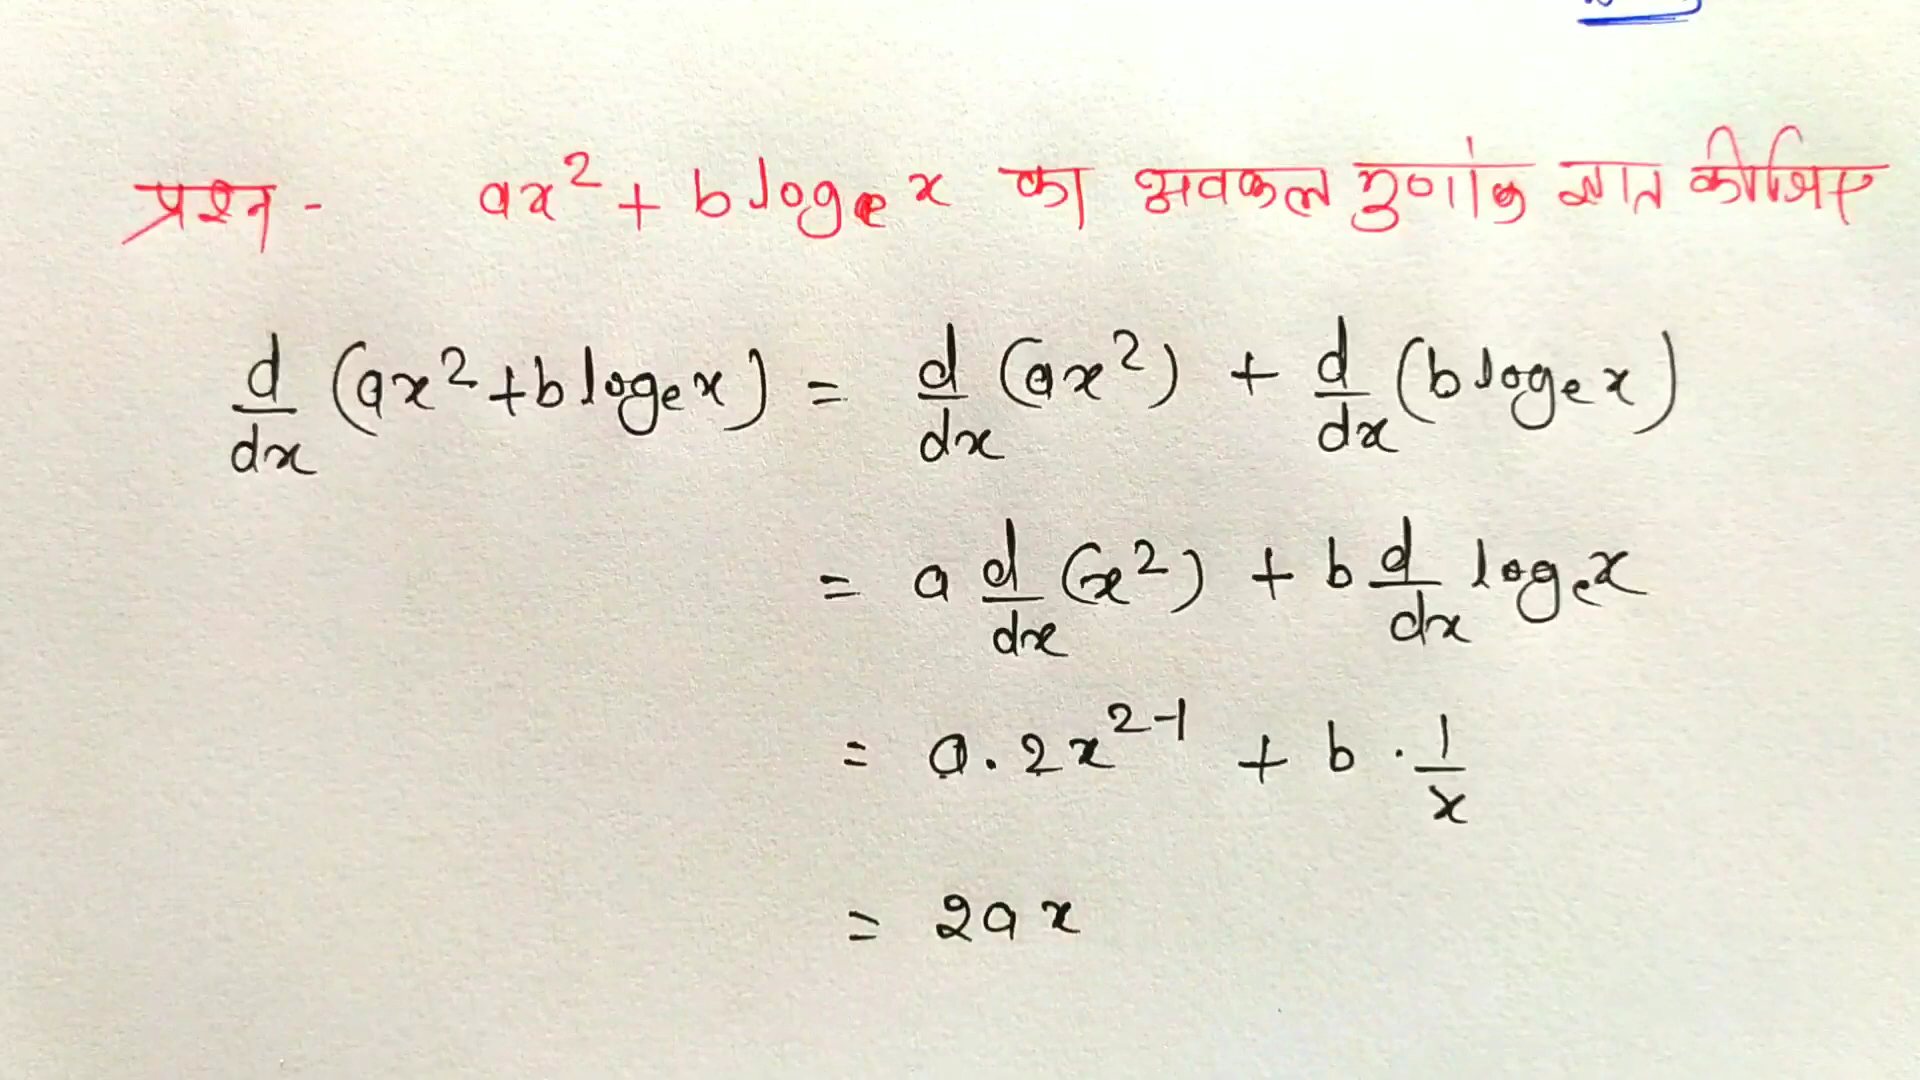 प्रश्न - ax² + b logₑ x का अवकल गुणांक ज्ञात कीजिए
d/dx (ax² + b logₑ x) = d/dx (ax²) + d/dx (b logₑ x)
= a d/dx (x²) + b d/dx logₑ x
= a . 2x²⁻¹ + b . 1/x
= 2ax